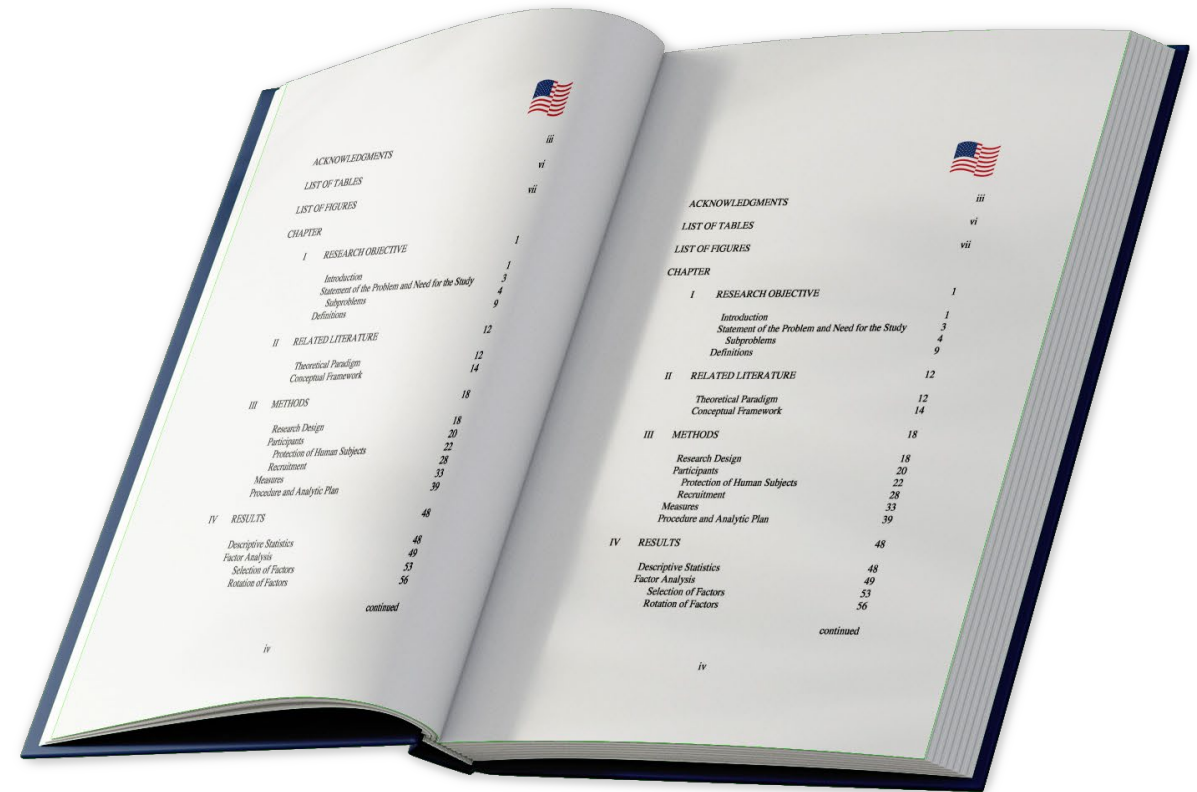 iii
ACKNOWLEDGMENTS vi
LIST OF TABLES vii
LIST OF FIGURES
CHAPTER
I RESEARCH OBJECTIVE 1
Introduction 1
Statement of the Problem and Need for the Study 3
Subproblems 4
Definitions 9
II RELATED LITERATURE 12
Theoretical Paradigm 12
Conceptual Framework 14
III METHODS 18
Research Design 18
Participants 20
Protection of Human Subjects 22
Recruitment 28
Measures 33
Procedure and Analytic Plan 39
IV RESULTS 48
Descriptive Statistics 48
Factor Analysis 49
Selection of Factors 53
Rotation of Factors 56
continued
iv
ACKNOWLEDGMENTS iii
LIST OF TABLES vi
LIST OF FIGURES vii
CHAPTER
I RESEARCH OBJECTIVE 1
Introduction 1
Statement of the Problem and Need for the Study 3
Subproblems 4
Definitions 9
II RELATED LITERATURE 12
Theoretical Paradigm 12
Conceptual Framework 14
III METHODS 18
Research Design 18
Participants 20
Protection of Human Subjects 22
Recruitment 28
Measures 33
Procedure and Analytic Plan 39
IV RESULTS 48
Descriptive Statistics 48
Factor Analysis 49
Selection of Factors 53
Rotation of Factors 56
continued
iv